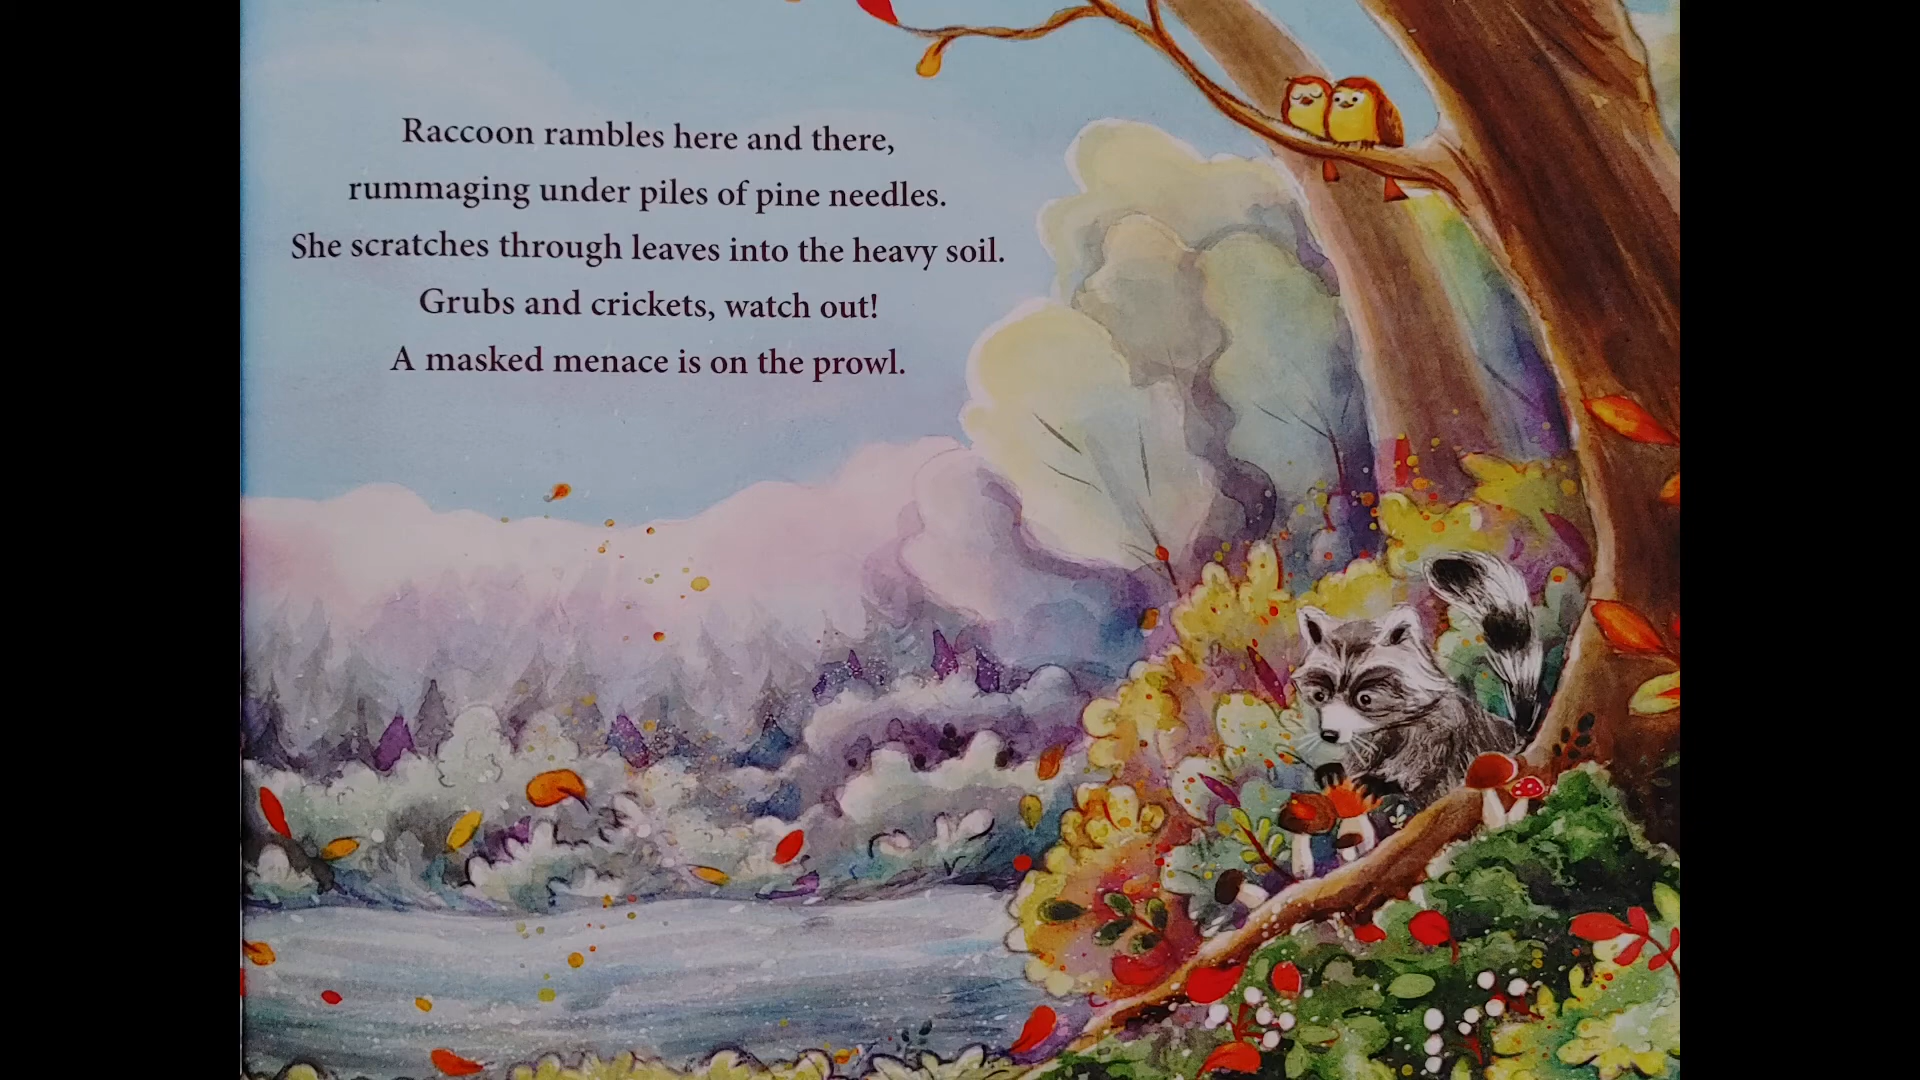 Raccoon rambles here and there,
rummaging under piles of pine needles.
She scratches through leaves into the heavy soil.
Grubs and crickets, watch out!
A masked menace is on the prowl.